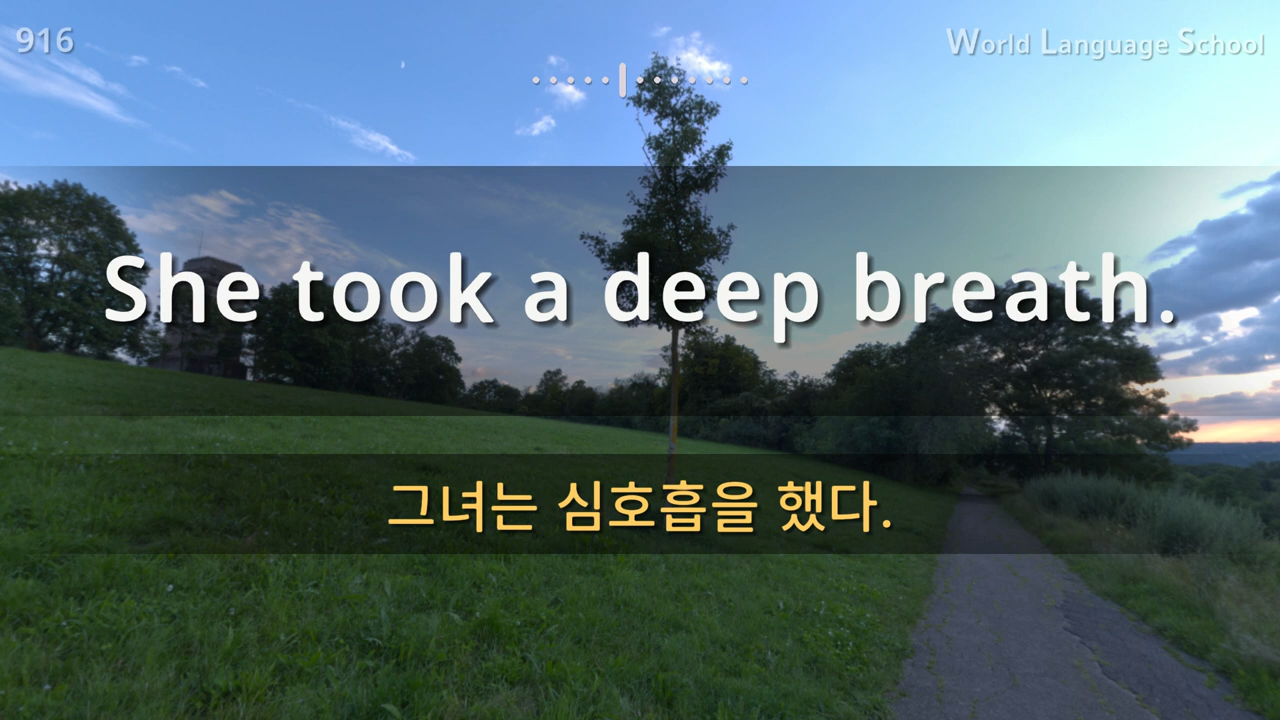 916
World Language School
She took a deep breath.
그녀는 심호흡을 했다.